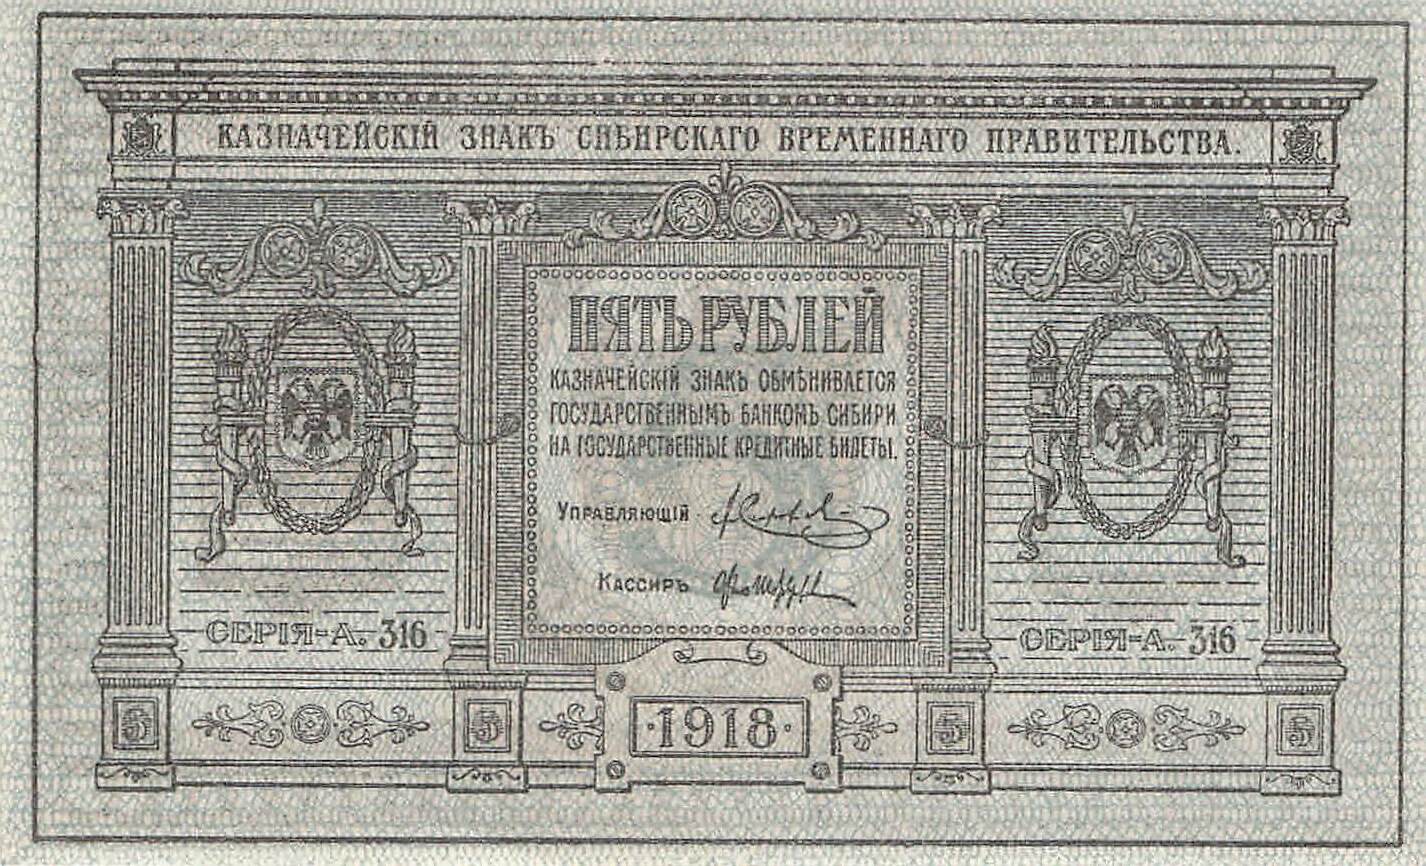 КАЗНАЧЕЙСКІЙ ЗНАКЪ СИБИРСКАГО ВРЕМЕННАГО ПРАВИТЕЛЬСТВА.
ПЯТЬ РУБЛЕЙ
КАЗНАЧЕЙСКІЙ ЗНАКЪ ОБМѢНИВАЕТСЯ
ГОСУДАРСТВЕННЫМЪ БАНКОМЪ СИБИРИ
НА ГОСУДАРСТВЕННЫЕ КРЕДИТНЫЕ БИЛЕТЫ.
УПРАВЛЯЮЩІЙ
КАССИРЪ
СЕРІЯ-А. 316
СЕРІЯ-А. 316
5
5
·1918·
5
5